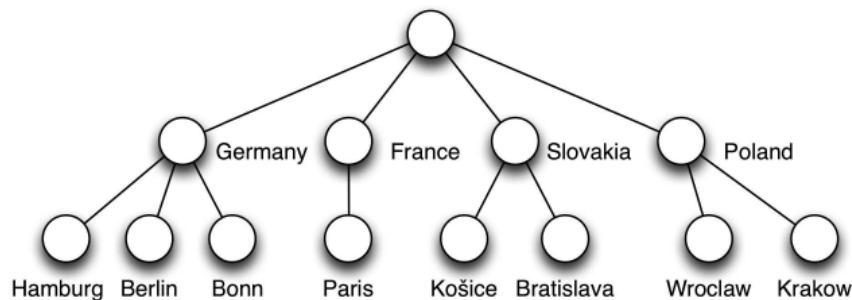 Germany France Slovakia Poland
Hamburg Berlin Bonn Paris Košice Bratislava Wroclaw Krakow